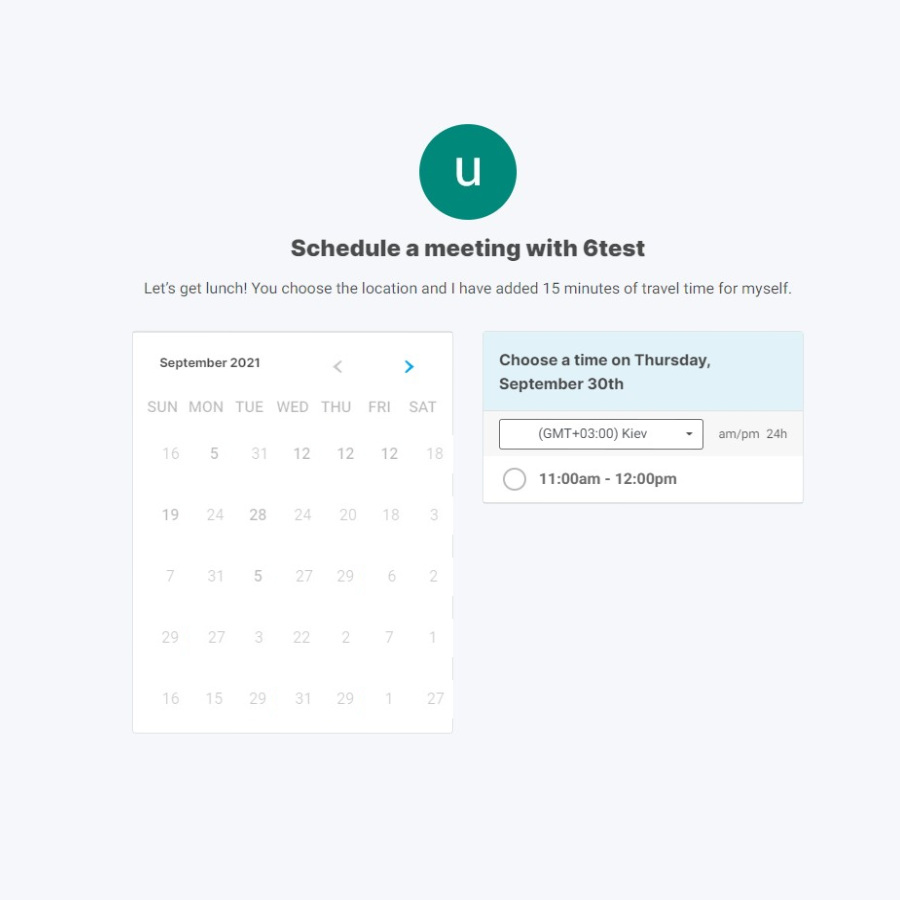 u
Schedule a meeting with 6test
Let's get lunch! You choose the location and I have added 15 minutes of travel time for myself.
September 2021
SUN MON TUE WED THU FRI SAT
16 5 31 12 12 12 18
19 24 28 24 20 18 3
7 31 5 27 29 6 2
29 27 3 22 2 7 1
16 15 29 31 29 1 27
Choose a time on Thursday,
September 30th
(GMT+03:00) Kiev am/pm 24h
11:00am - 12:00pm